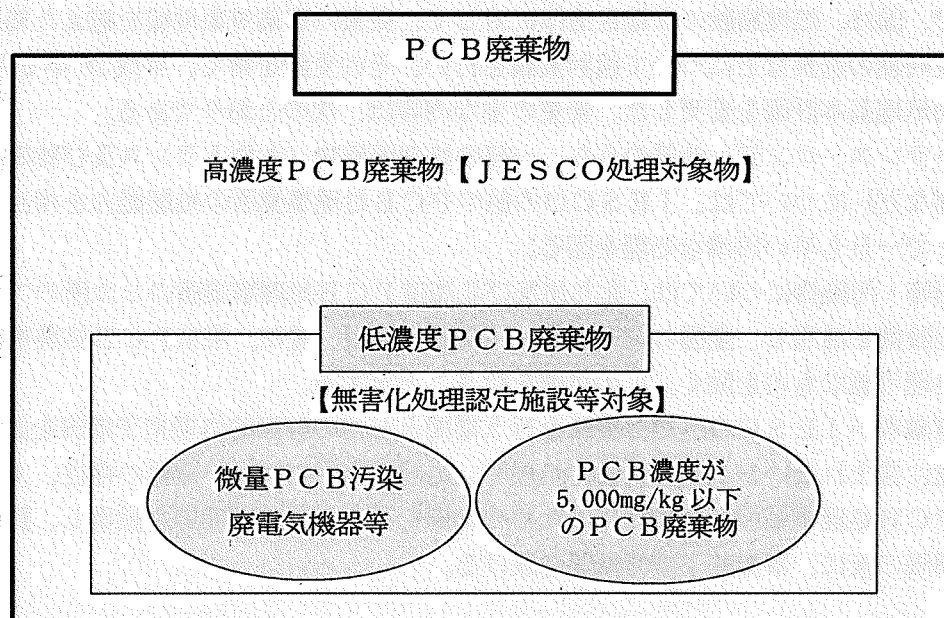 ＰＣＢ廃棄物
高濃度ＰＣＢ廃棄物【ＪＥＳＣＯ処理対象物】
低濃度ＰＣＢ廃棄物
【無害化処理認定施設等対象】
微量ＰＣＢ汚染
廃電気機器等
ＰＣＢ濃度が
5,000mg/kg 以下
のＰＣＢ廃棄物